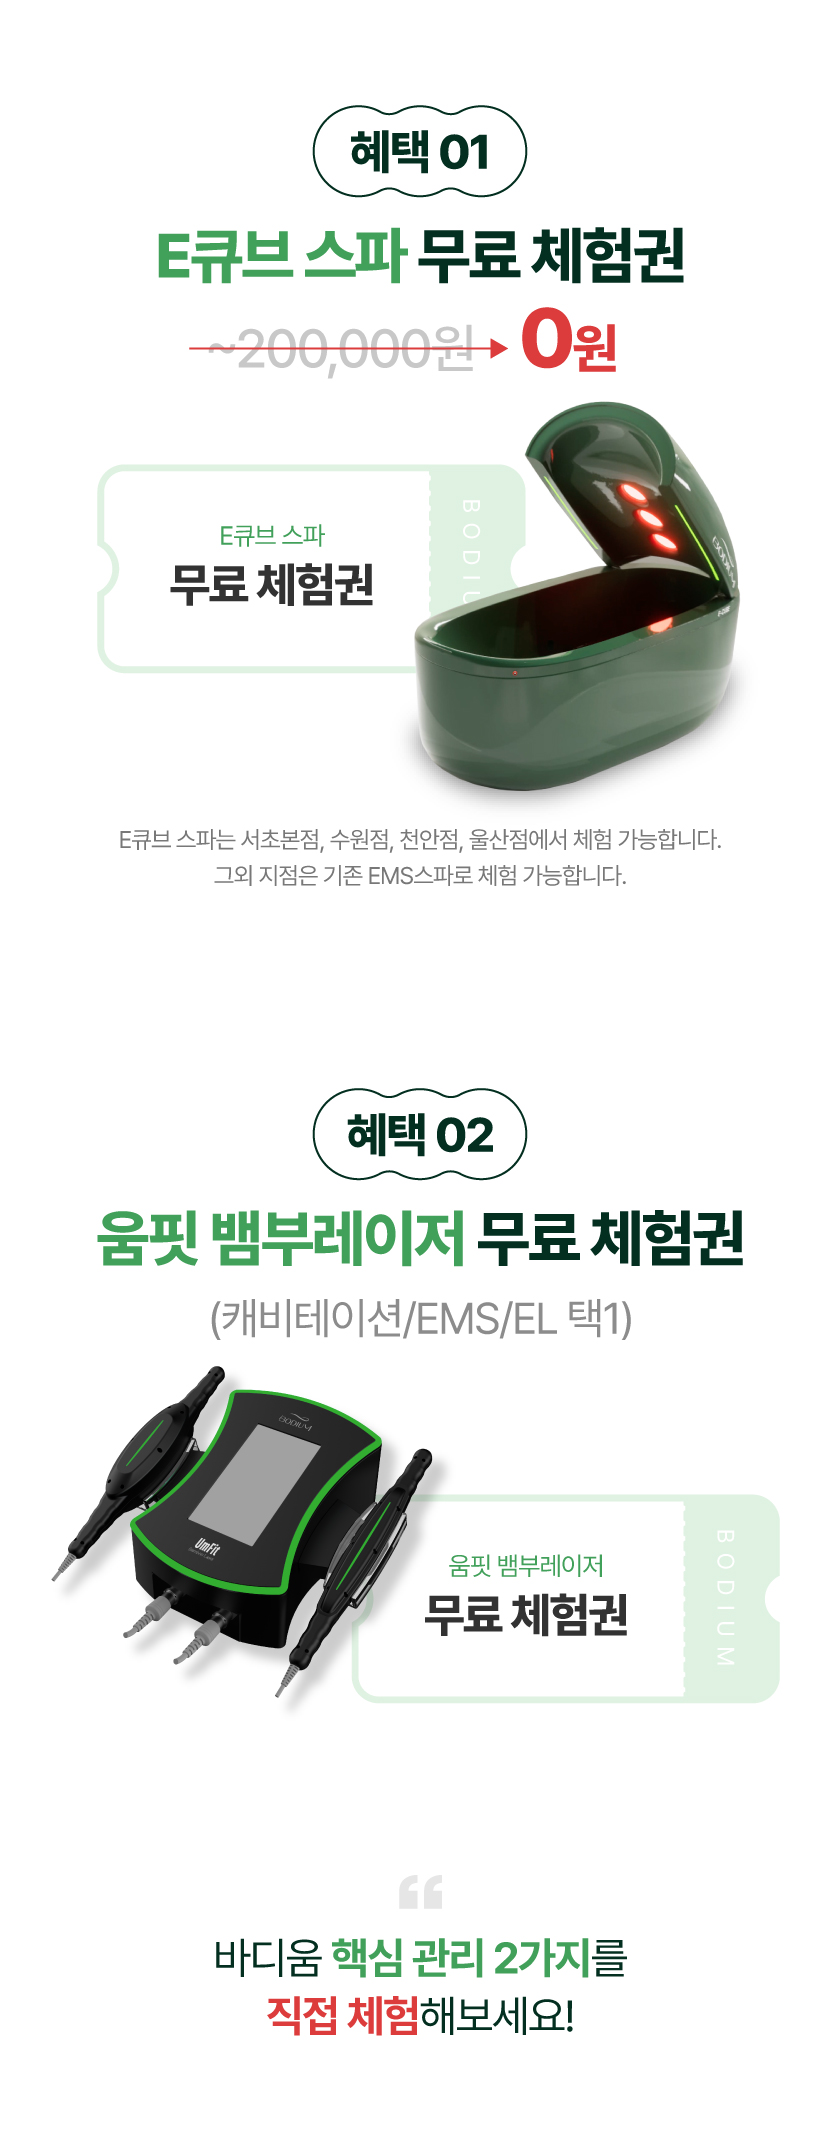 혜택 01
E큐브 스파 무료 체험권
~200,000원 0원
E큐브 스파
무료 체험권
BODIU
BODIUM
E큐브 스파는 서초본점, 수원점, 천안점, 울산점에서 체험 가능합니다.
그외 지점은 기존 EMS스파로 체험 가능합니다.
혜택 02
움핏 뱀부레이저 무료 체험권
(캐비테이션/EMS/EL 택1)
BODIUM
UmFit
움핏 뱀부레이저
무료 체험권
BODIUM
바디움 핵심 관리 2가지를
직접 체험해보세요!